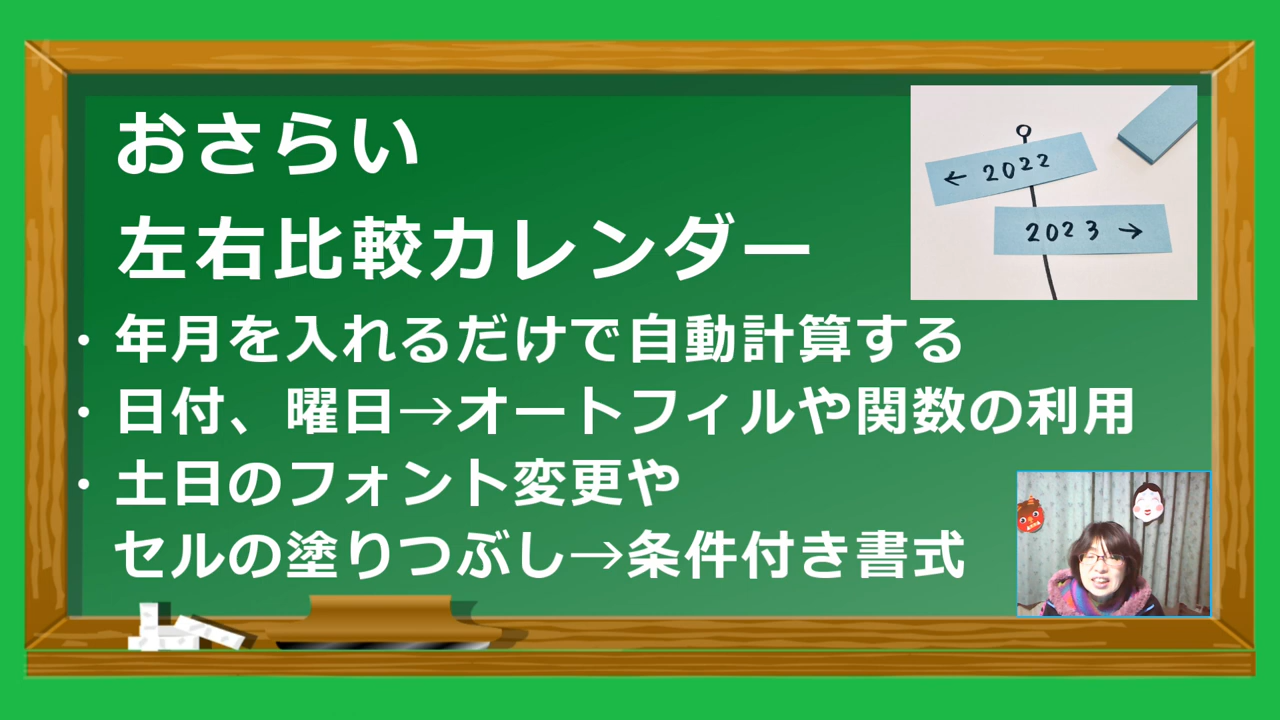 おさらい
左右比較カレンダー
・年月を入れるだけで自動計算する
・日付、曜日→オートフィルや関数の利用
・土日のフォント変更や
セルの塗りつぶし→条件付き書式
← 2022
2023 →